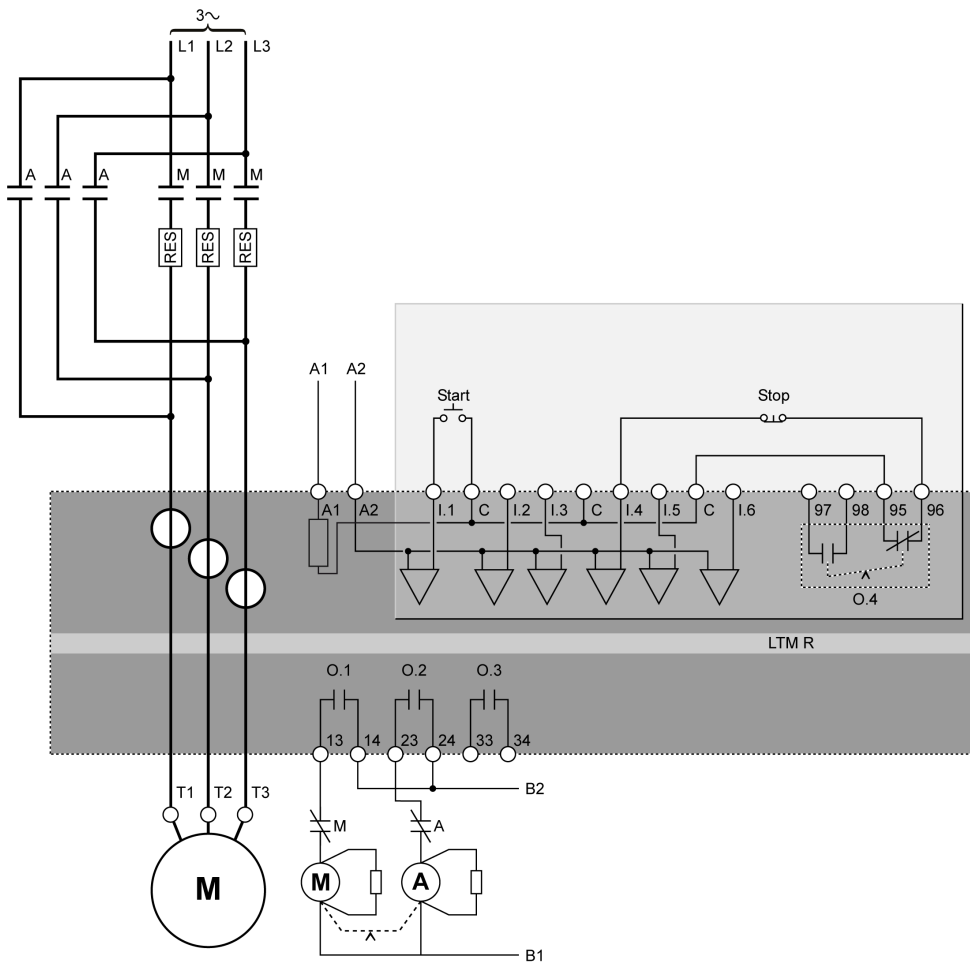 3∼
L1 L2 L3
A A A M M M
RES RES RES
A1 A2
Start Stop
A1 A2 I.1 C I.2 I.3 C I.4 I.5 C I.6 97 98 95 96
O.4
LTM R
O.1 O.2 O.3
13 14 23 24 33 34
B2
T1 T2 T3
M A
M M A
B1